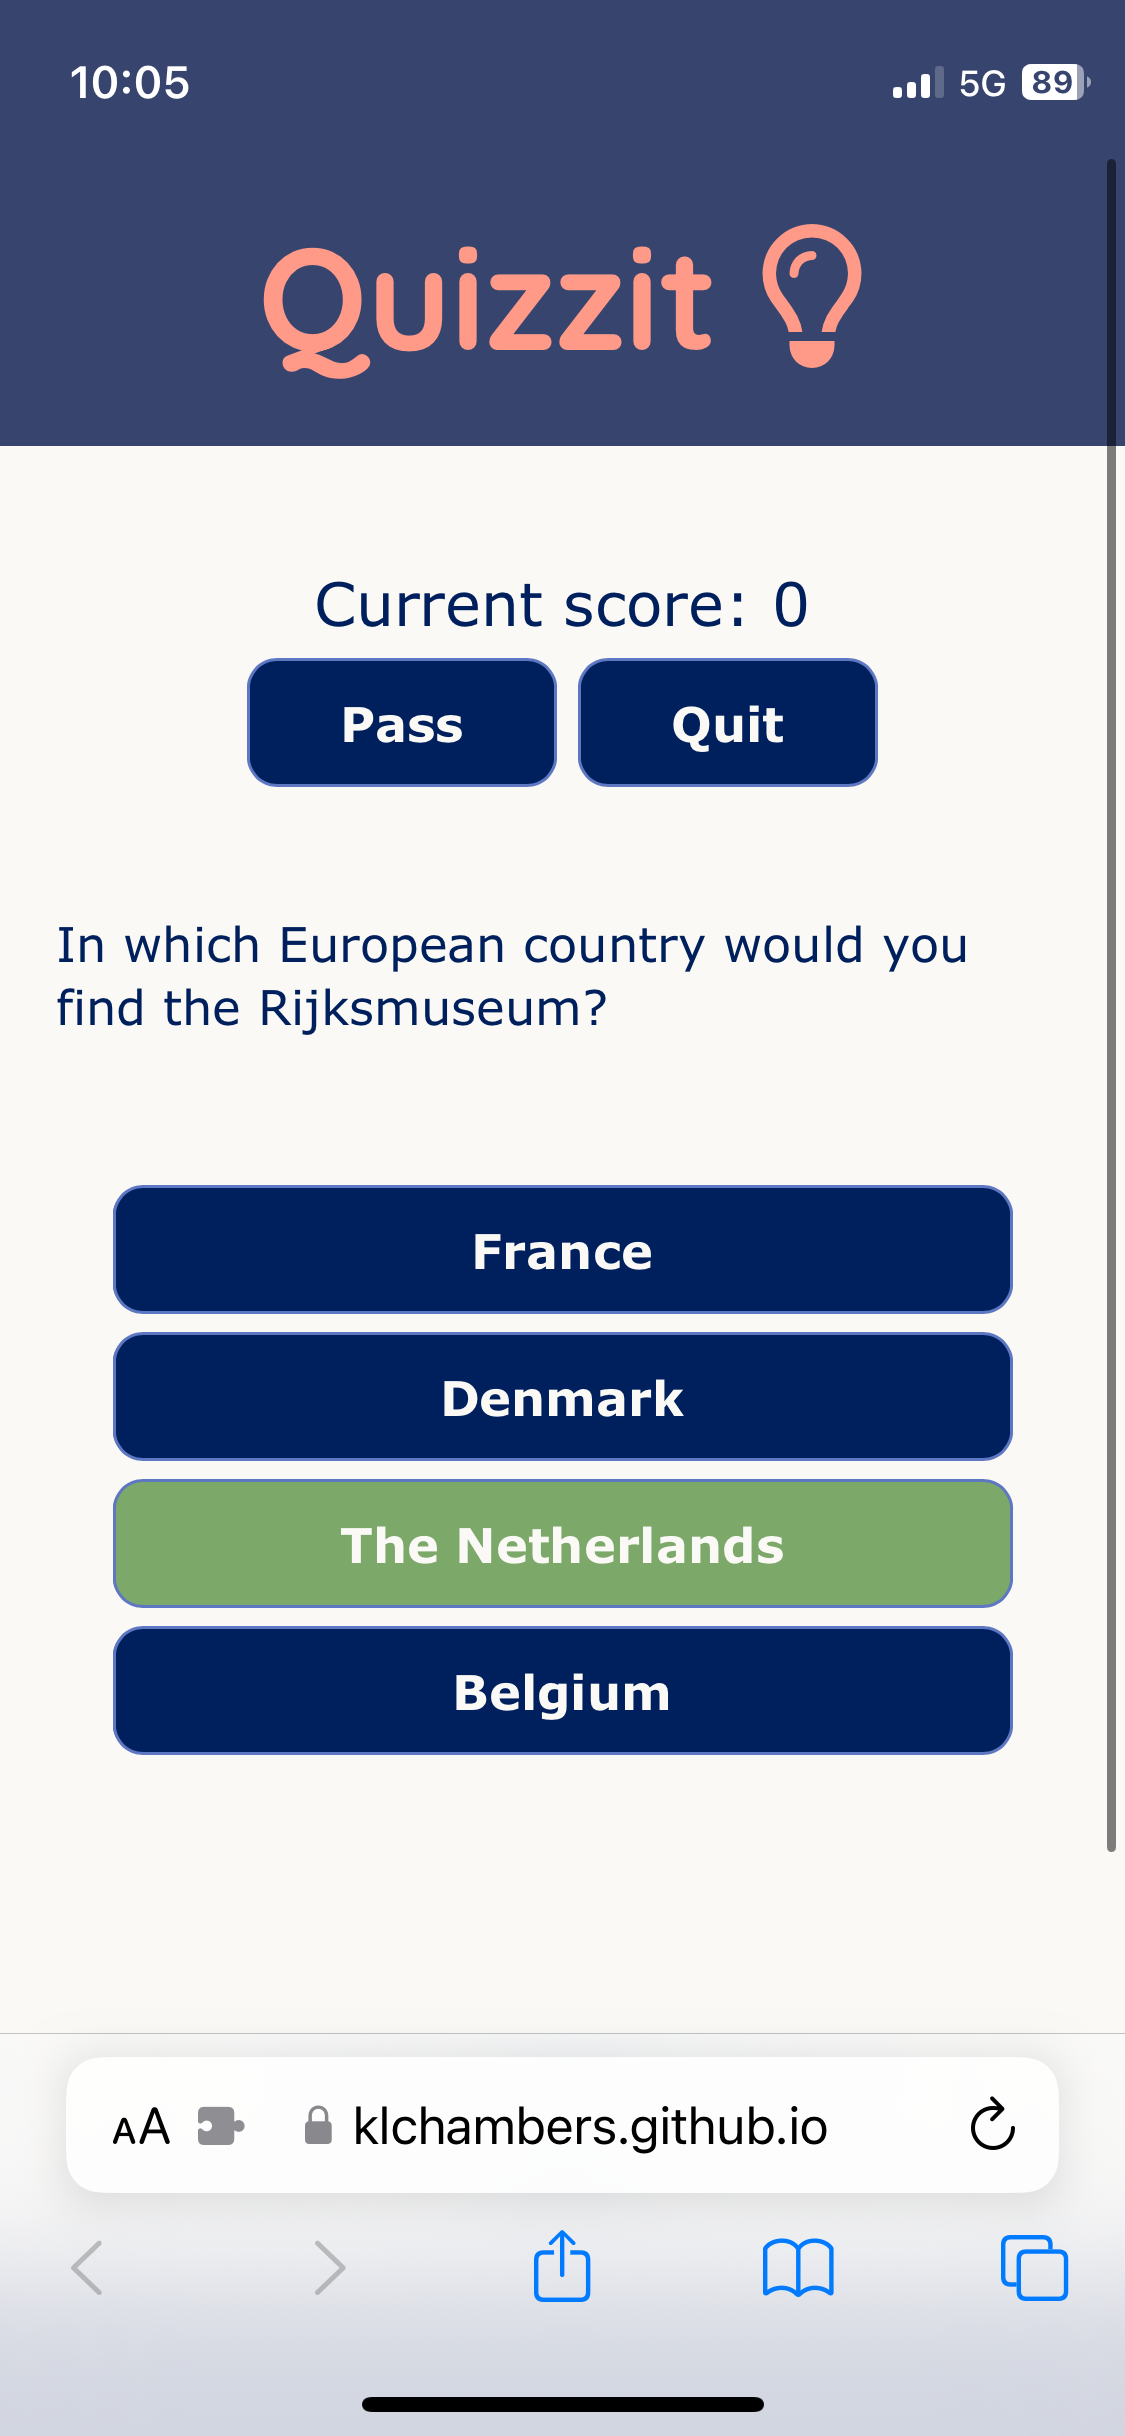 10:05
5G
89
Quizzit
Current score: 0
Pass
Quit
In which European country would you
find the Rijksmuseum?
France
Denmark
The Netherlands
Belgium
AA
klchambers.github.io